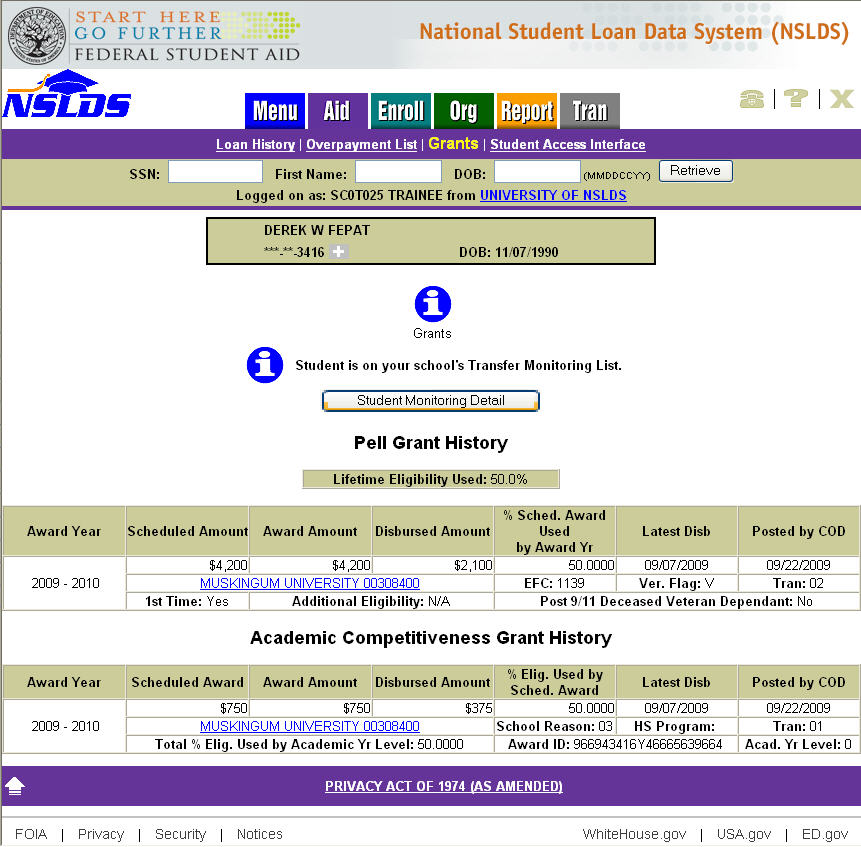 START HERE
GO FURTHER
FEDERAL STUDENT AID
National Student Loan Data System (NSLDS)
NSLDS
Menu Aid Enroll Org Report Tran
Loan History | Overpayment List | Grants | Student Access Interface
SSN: First Name: DOB: (MMDDCCYY) Retrieve
Logged on as: SC0T025 TRAINEE from UNIVERSITY OF NSLDS
DEREK W FEPAT
***-**-3416 DOB: 11/07/1990
Grants
Student is on your school's Transfer Monitoring List.
Student Monitoring Detail
Pell Grant History
Lifetime Eligibility Used: 50.0%
Award Year Scheduled Amount Award Amount Disbursed Amount % Sched. Award Used by Award Yr Latest Disb Posted by COD
2009 - 2010 $4,200 $4,200 $2,100 50.0000 09/07/2009 09/22/2009
MUSKINGUM UNIVERSITY 00308400 EFC: 1139 Ver. Flag: V Tran: 02
1st Time: Yes Additional Eligibility: N/A Post 9/11 Deceased Veteran Dependant: No
Academic Competitiveness Grant History
Award Year Scheduled Award Award Amount Disbursed Amount % Elig. Used by Sched. Award Latest Disb Posted by COD
2009 - 2010 $750 $750 $375 50.0000 09/07/2009 09/22/2009
MUSKINGUM UNIVERSITY 00308400 School Reason: 03 HS Program: Tran: 01
Total % Elig. Used by Academic Yr Level: 50.0000 Award ID: 966943416Y46665639664 Acad. Yr Level: 0
PRIVACY ACT OF 1974 (AS AMENDED)
FOIA | Privacy | Security | Notices WhiteHouse.gov | USA.gov | ED.gov